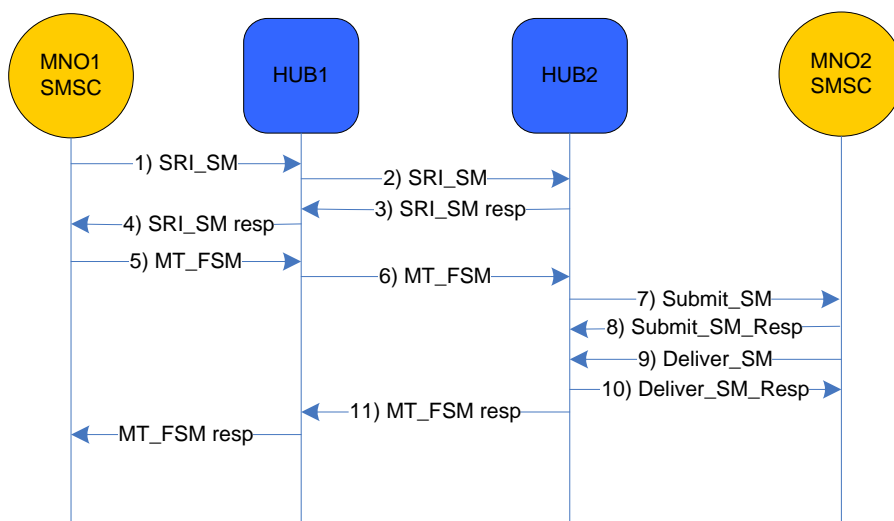 MNO1
SMSC
HUB1
HUB2
MNO2
SMSC
1) SRI_SM
2) SRI_SM
3) SRI_SM resp
4) SRI_SM resp
5) MT_FSM
6) MT_FSM
7) Submit_SM
8) Submit_SM_Resp
9) Deliver_SM
10) Deliver_SM_Resp
11) MT_FSM resp
MT_FSM resp